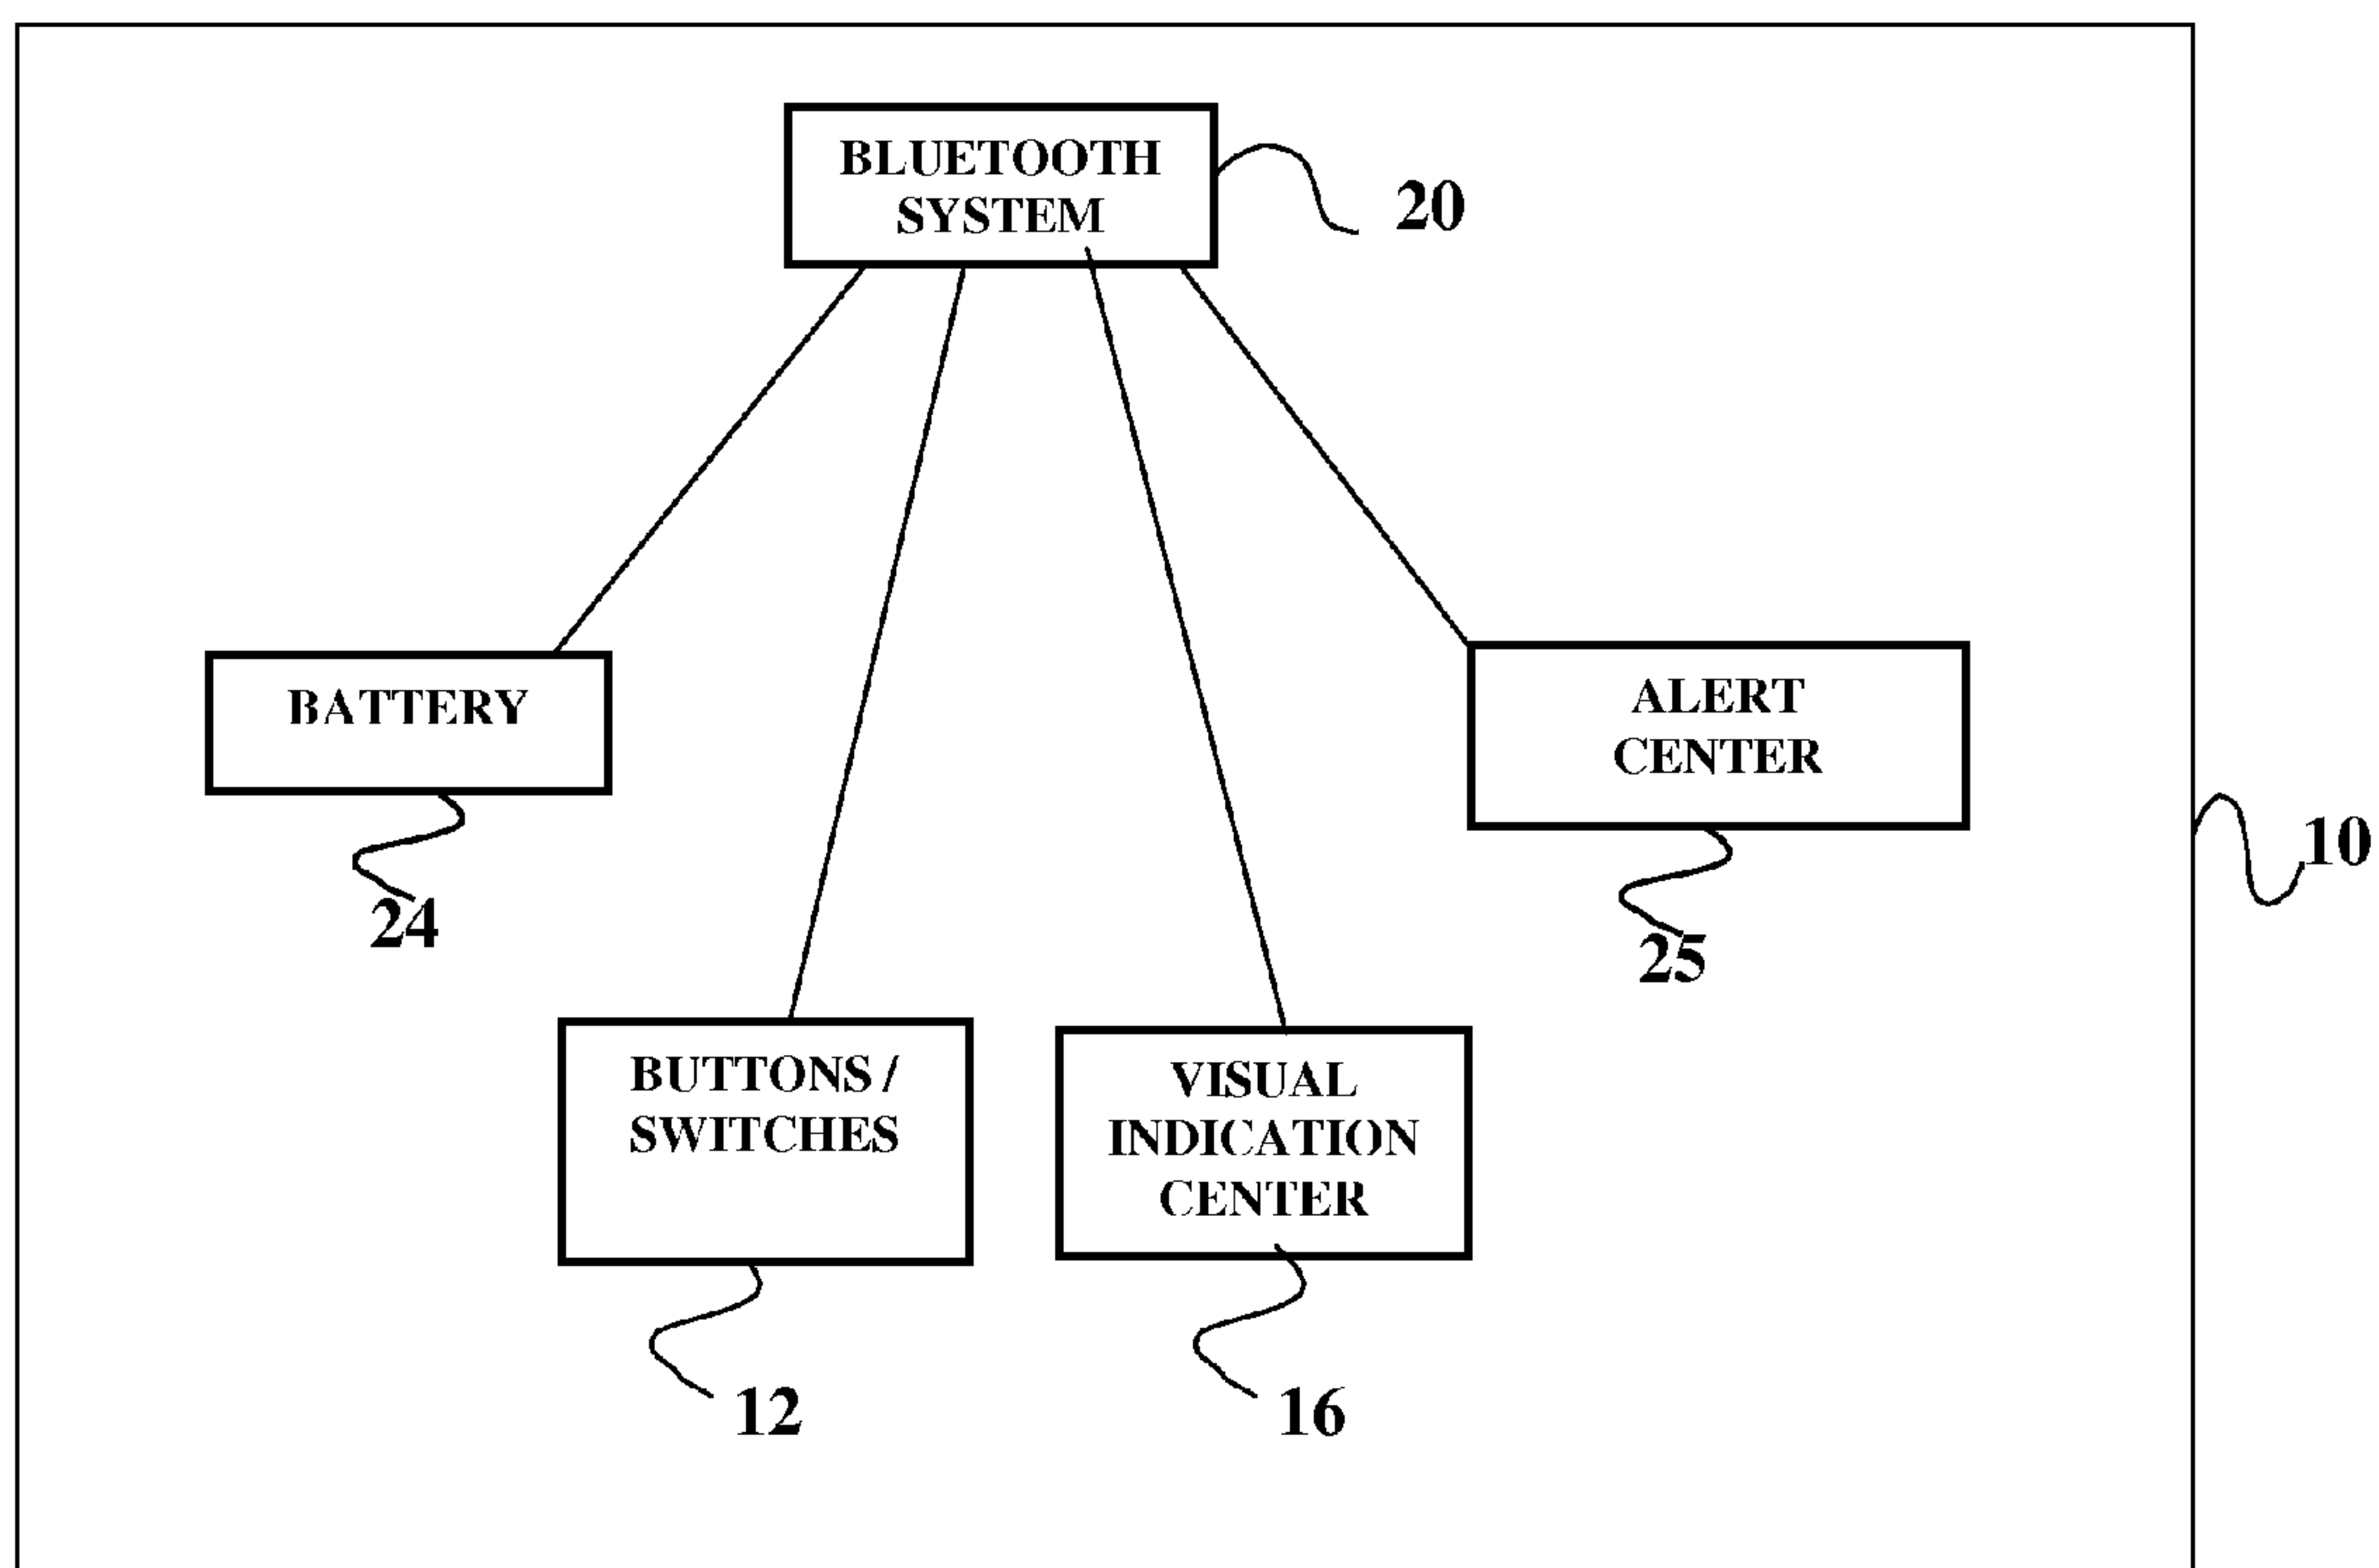 BLUETOOTH
SYSTEM
20
BATTERY
24
ALERT
CENTER
25
10
BUTTONS /
SWITCHES
12
VISUAL
INDICATION
CENTER
16